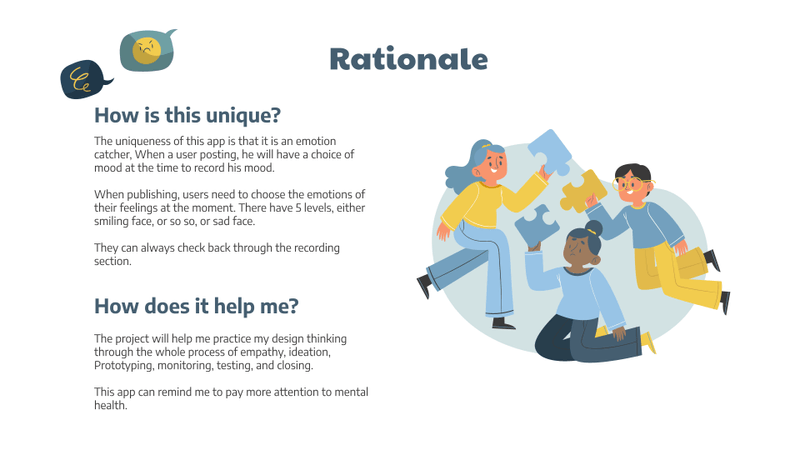 Rationale
How is this unique?
The uniqueness of this app is that it is an emotion
catcher, When a user posting, he will have a choice of
mood at the time to record his mood.
When publishing, users need to choose the emotions of
their feelings at the moment. There have 5 levels, either
smiling face, or so so, or sad face.
They can always check back through the recording
section.
How does it help me?
The project will help me practice my design thinking
through the whole process of empathy, ideation,
Prototyping, monitoring, testing, and closing.
This app can remind me to pay more attention to mental
health.